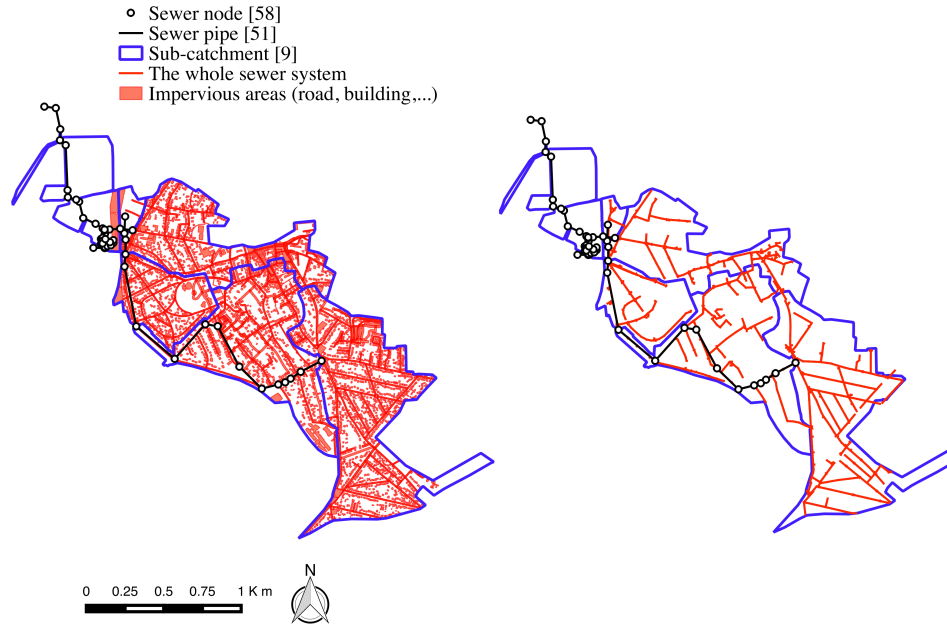 Sewer node [58]
Sewer pipe [51]
Sub-catchment [9]
The whole sewer system
Impervious areas (road, building,...)
N
0 0.25 0.5 0.75 1 K m